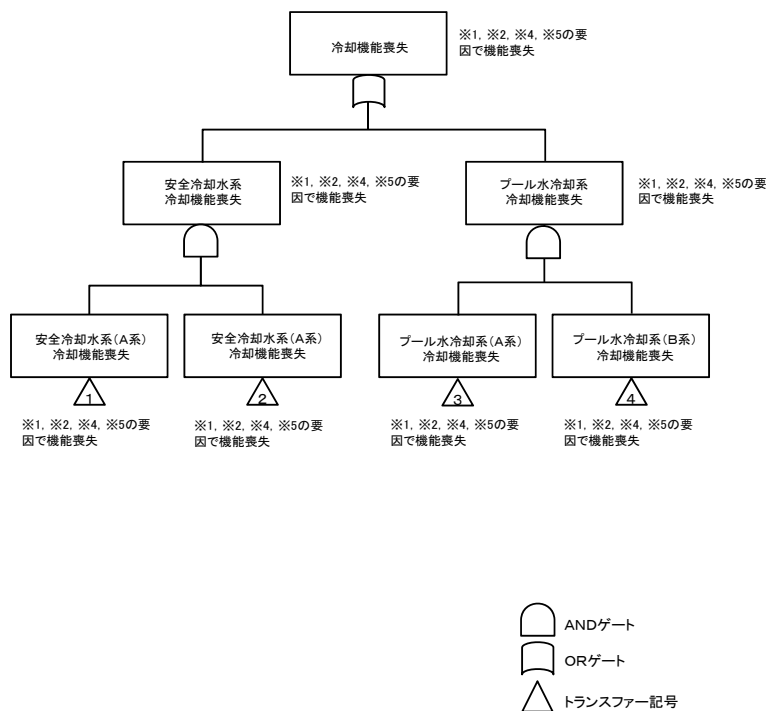 冷却機能喪失
※1, ※2, ※4, ※5の要
因で機能喪失
安全冷却水系
冷却機能喪失
※1, ※2, ※4, ※5の要
因で機能喪失
プール水冷却系
冷却機能喪失
※1, ※2, ※4, ※5の要
因で機能喪失
安全冷却水系(A系)
冷却機能喪失
安全冷却水系(A系)
冷却機能喪失
プール水冷却系(A系)
冷却機能喪失
プール水冷却系(B系)
冷却機能喪失
1
2
3
4
※1, ※2, ※4, ※5の要
因で機能喪失
※1, ※2, ※4, ※5の要
因で機能喪失
※1, ※2, ※4, ※5の要
因で機能喪失
※1, ※2, ※4, ※5の要
因で機能喪失
ANDゲート
ORゲート
トランスファー記号